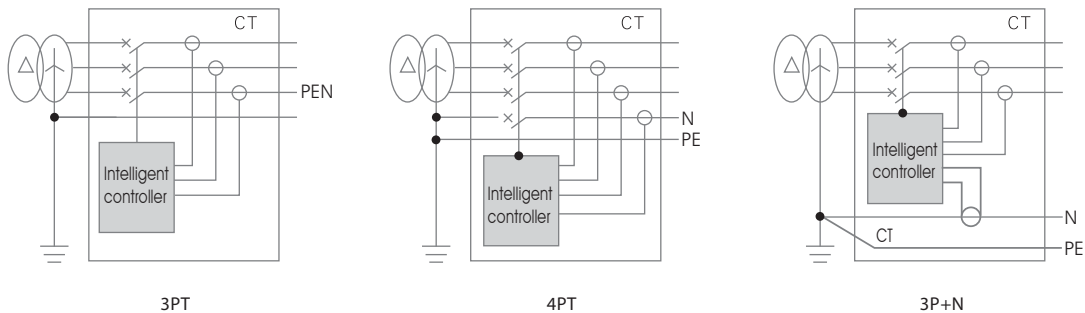 CT
PEN
Intelligent
controller
3PT
CT
N
PE
Intelligent
controller
4PT
CT
Intelligent
controller
N
CT
PE
3P+N